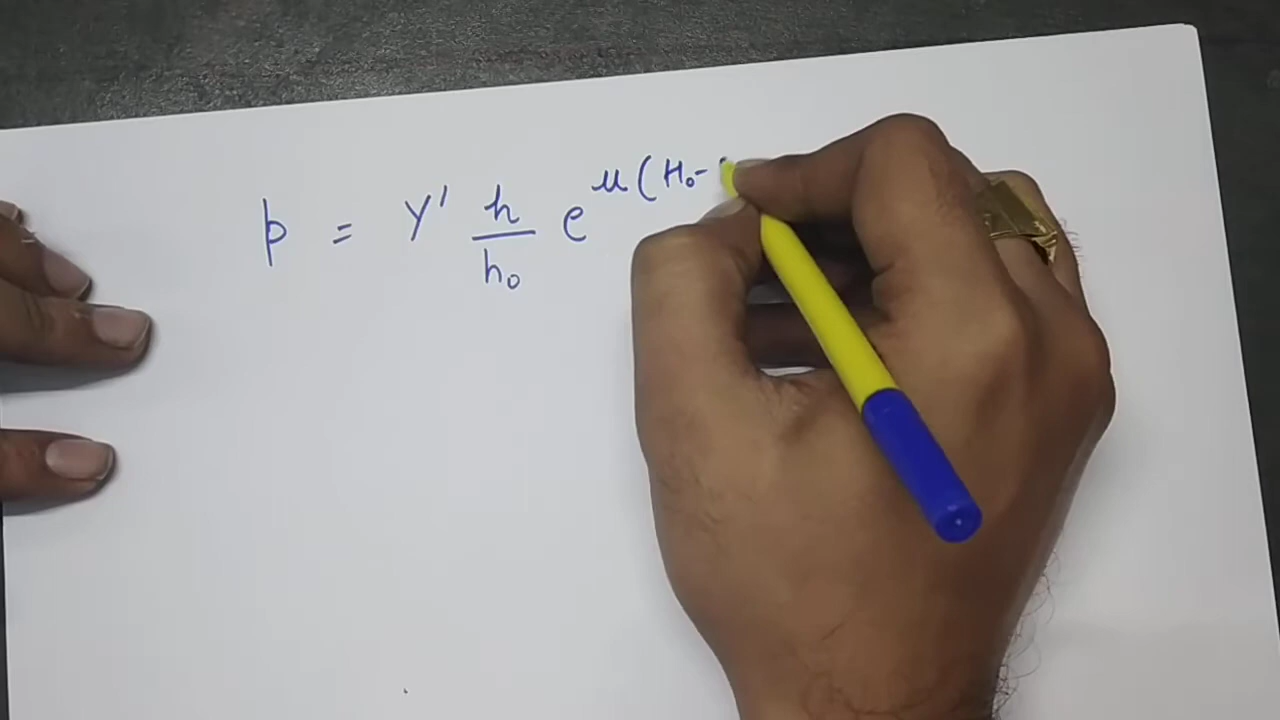 p = Y' h/h₀ e^μ(H₀-